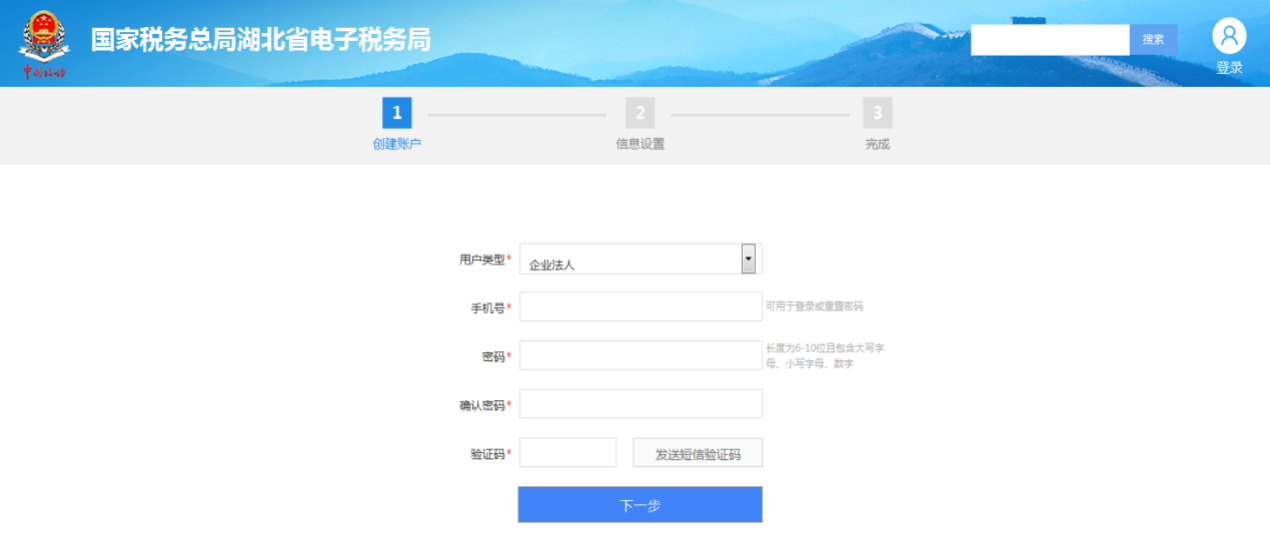 国家税务总局湖北省电子税务局
搜索
登录
中国税务
1
2
3
创建账户
信息设置
完成
用户类型*
企业法人
手机号*
可用于登录或重置密码
密码*
长度为6-10位且包含大写字
母、小写字母、数字
确认密码*
验证码*
发送短信验证码
下一步